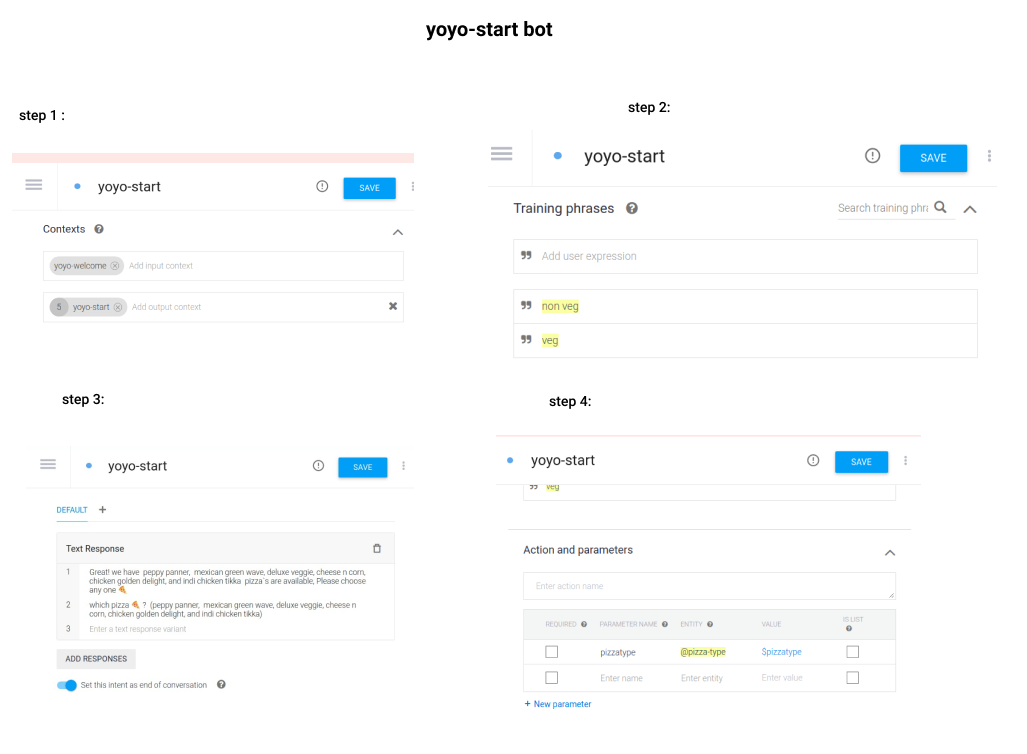 yoyo-start bot
step 1 :
yoyo-start
SAVE
Contexts
yoyo-welcome Add input context
5 yoyo-start Add output context
step 2:
yoyo-start
SAVE
Training phrases
Search training phr
Add user expression
non veg
veg
step 3:
yoyo-start
SAVE
DEFAULT
Text Response
1 Great! we have peppy panner, mexican green wave, deluxe veggie, cheese n corn,
chicken golden delight, and indi chicken tikka pizza`s are available, Please choose
any one 🍕
2 which pizza 🍕 ? (peppy panner, mexican green wave, deluxe veggie, cheese n
corn, chicken golden delight, and indi chicken tikka)
3 Enter a text response variant
ADD RESPONSES
Set this intent as end of conversation
step 4:
yoyo-start
SAVE
veg
Action and parameters
Enter action name
REQUIRED PARAMETER NAME ENTITY VALUE IS LIST
pizzatype @pizza-type $pizzatype
Enter name Enter entity Enter value
+ New parameter